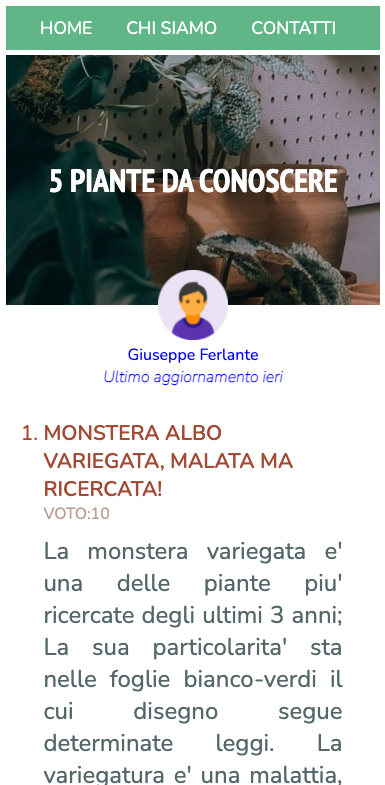 HOME CHI SIAMO CONTATTI
5 PIANTE DA CONOSCERE
Giuseppe Ferlante
Ultimo aggiornamento ieri
1. MONSTERA ALBO
VARIEGATA, MALATA MA
RICERCATA!
VOTO:10
La monstera variegata e'
una delle piante piu'
ricercate degli ultimi 3 anni;
La sua particolarita' sta
nelle foglie bianco-verdi il
cui disegno segue
determinate leggi. La
variegatura e' una malattia,